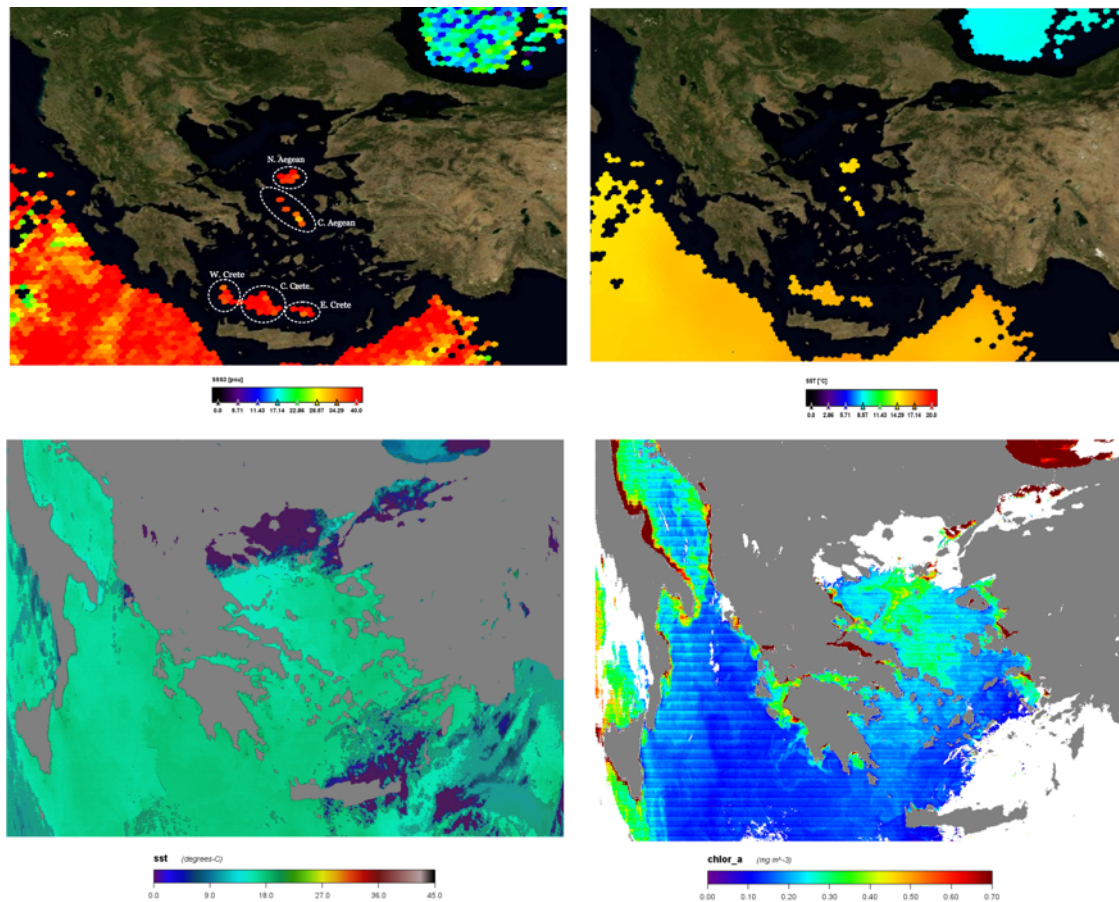 N. Aegean
C. Aegean
W. Crete
C. Crete
E. Crete
SSS3 [psu]
0.0 5.71 11.43 17.14 22.86 28.57 34.29 40.0
SST [°C]
0.0 2.86 5.71 8.57 11.43 14.29 17.14 20.0
sst (degrees-C)
0.0 9.0 18.0 27.0 36.0 45.0
chlor_a (mg m^-3)
0.00 0.10 0.20 0.30 0.40 0.50 0.60 0.70